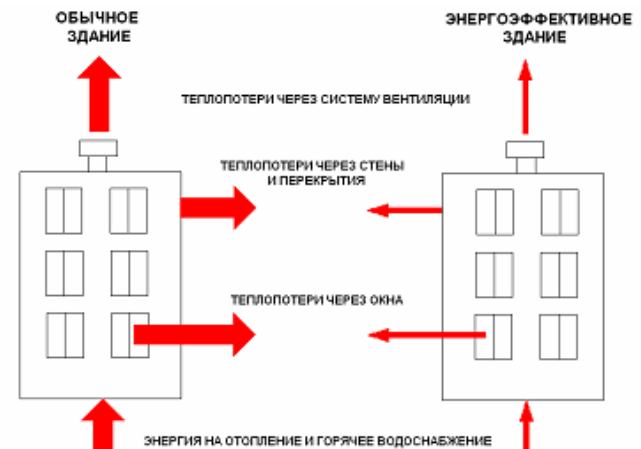 ОБЫЧНОЕ
ЗДАНИЕ
ЭНЕРГОЭФФЕКТИВНОЕ
ЗДАНИЕ
ТЕПЛОПОТЕРИ ЧЕРЕЗ СИСТЕМУ ВЕНТИЛЯЦИИ
ТЕПЛОПОТЕРИ ЧЕРЕЗ СТЕНЫ
И ПЕРЕКРЫТИЯ
ТЕПЛОПОТЕРИ ЧЕРЕЗ ОКНА
ЭНЕРГИЯ НА ОТОПЛЕНИЕ И ГОРЯЧЕЕ ВОДОСНАБЖЕНИЕ